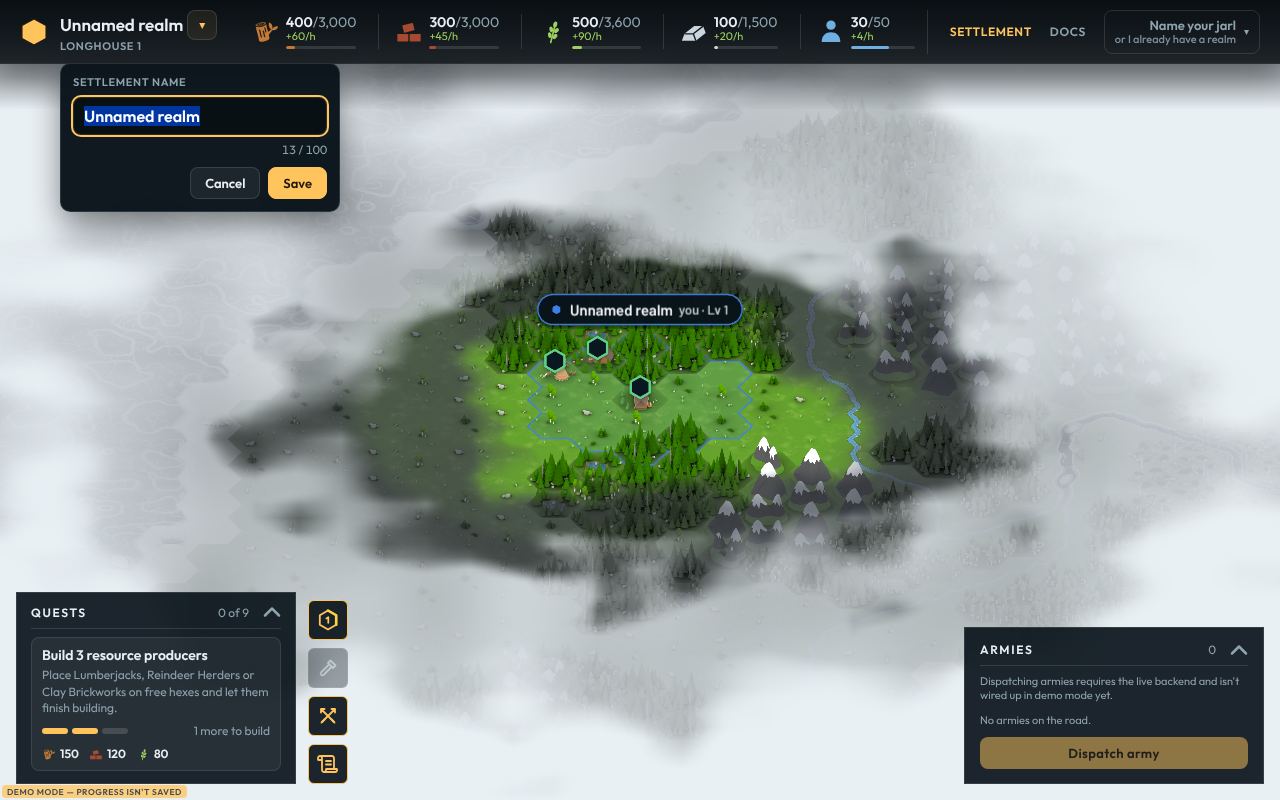 Unnamed realm
LONGHOUSE 1
400/3,000
+60/h
300/3,000
+45/h
500/3,600
+90/h
100/1,500
+20/h
30/50
+4/h
SETTLEMENT
DOCS
Name your jarl
or I already have a realm
SETTLEMENT NAME
Unnamed realm
13 / 100
Cancel
Save
Unnamed realm you · Lv 1
QUESTS
0 of 9
Build 3 resource producers
Place Lumberjacks, Reindeer Herders or
Clay Brickworks on free hexes and let them
finish building.
1 more to build
150
120
80
1
ARMIES
0
Dispatching armies requires the live backend and isn't
wired up in demo mode yet.
No armies on the road.
Dispatch army
DEMO MODE — PROGRESS ISN'T SAVED